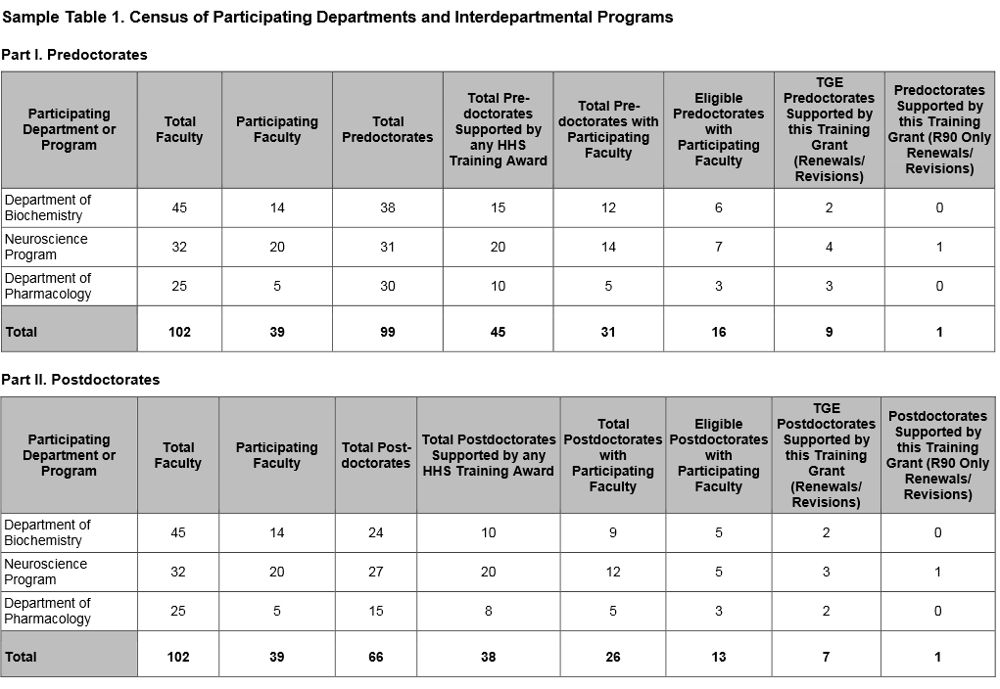 Sample Table 1. Census of Participating Departments and Interdepartmental Programs
Part I. Predoctorates
Participating Department or Program | Total Faculty | Participating Faculty | Total Predoctorates | Total Pre-doctorates Supported by any HHS Training Award | Total Pre-doctorates with Participating Faculty | Eligible Predoctorates with Participating Faculty | TGE Predoctorates Supported by this Training Grant (Renewals/ Revisions) | Predoctorates Supported by this Training Grant (R90 Only Renewals/ Revisions)
Department of Biochemistry | 45 | 14 | 38 | 15 | 12 | 6 | 2 | 0
Neuroscience Program | 32 | 20 | 31 | 20 | 14 | 7 | 4 | 1
Department of Pharmacology | 25 | 5 | 30 | 10 | 5 | 3 | 3 | 0
Total | 102 | 39 | 99 | 45 | 31 | 16 | 9 | 1
Part II. Postdoctorates
Participating Department or Program | Total Faculty | Participating Faculty | Total Post-doctorates | Total Postdoctorates Supported by any HHS Training Award | Total Postdoctorates with Participating Faculty | Eligible Postdoctorates with Participating Faculty | TGE Postdoctorates Supported by this Training Grant (Renewals/ Revisions) | Postdoctorates Supported by this Training Grant (R90 Only Renewals/ Revisions)
Department of Biochemistry | 45 | 14 | 24 | 10 | 9 | 5 | 2 | 0
Neuroscience Program | 32 | 20 | 27 | 20 | 12 | 5 | 3 | 1
Department of Pharmacology | 25 | 5 | 15 | 8 | 5 | 3 | 2 | 0
Total | 102 | 39 | 66 | 38 | 26 | 13 | 7 | 1